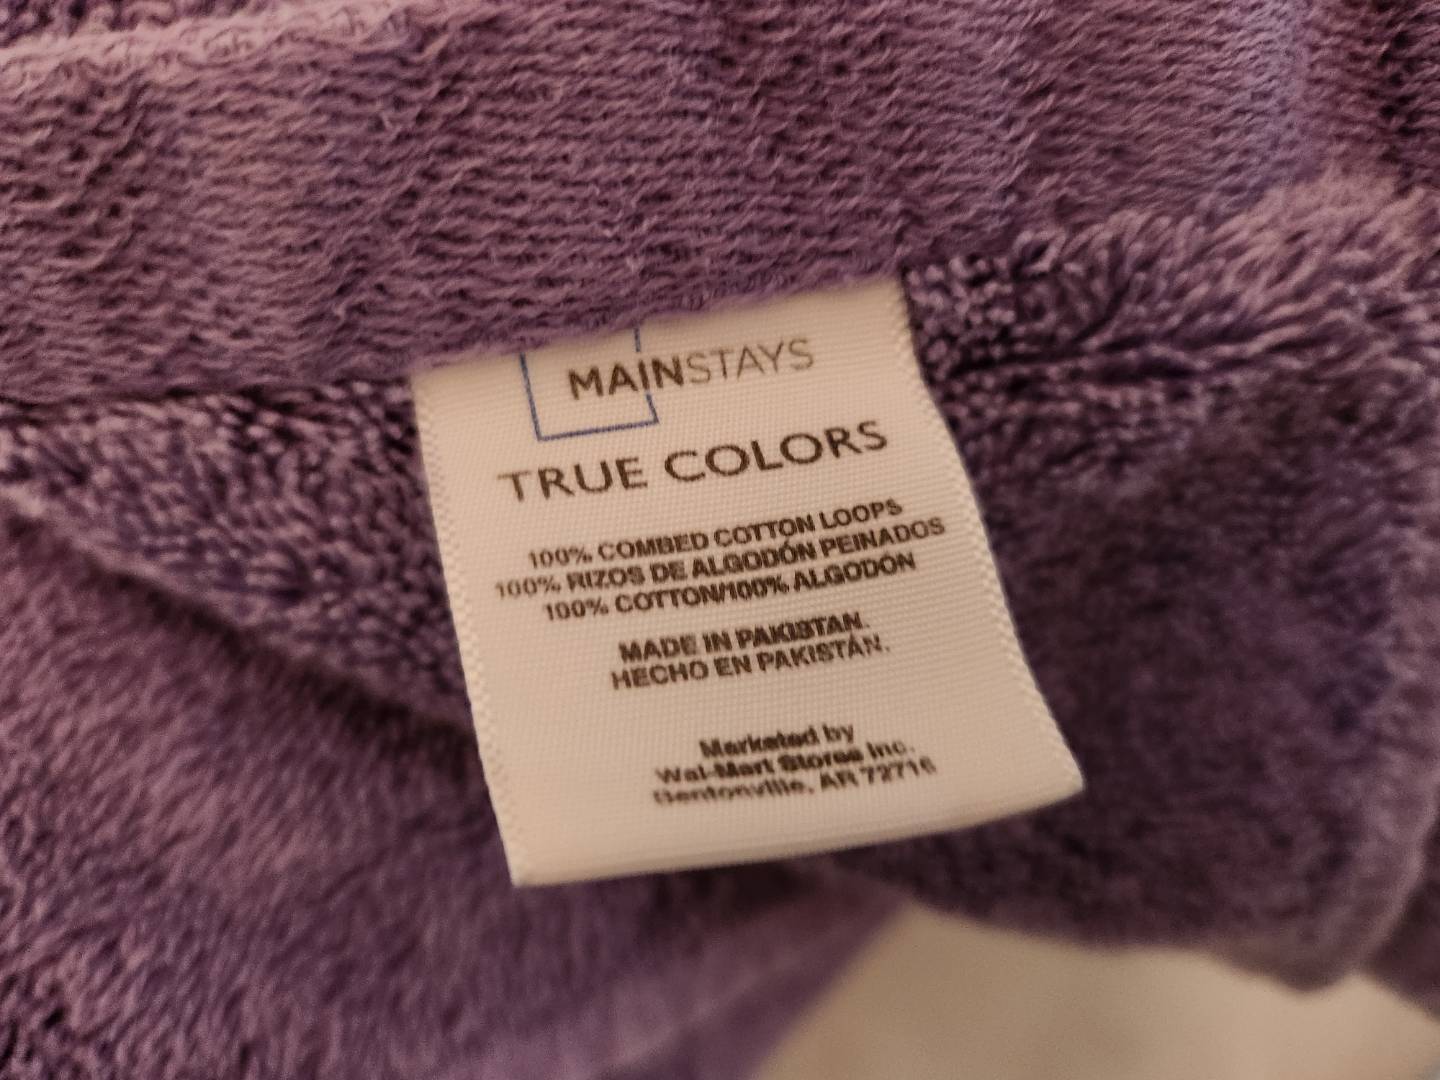 MAINSTAYS
TRUE COLORS
100% COMBED COTTON LOOPS
100% RIZOS DE ALGODÓN PEINADOS
100% COTTON/100% ALGODÓN
MADE IN PAKISTAN.
HECHO EN PAKISTÁN.
Marketed by
Wal-Mart Stores Inc.
Bentonville, AR 72716